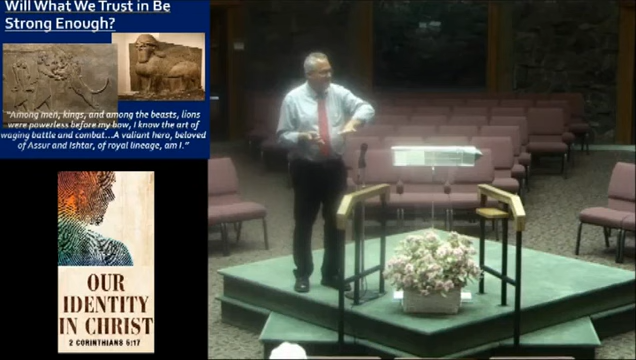 Will What We Trust in Be
Strong Enough?
"Among men, kings, and among the beasts, lions
were powerless before my bow, I know the art of
waging battle and combat...A valiant hero, beloved
of Assur and Ishtar, of royal lineage, am I."
OUR
IDENTITY
IN CHRIST
2 CORINTHIANS 5:17